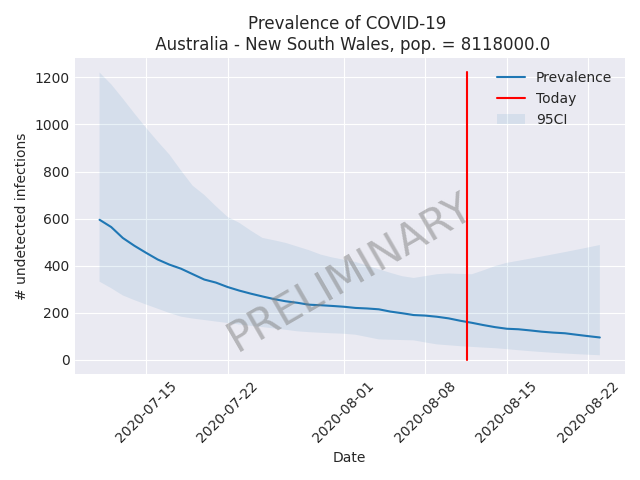 Prevalence of COVID-19
Australia - New South Wales, pop. = 8118000.0
1200
1000
800
600
400
200
0
# undetected infections
Prevalence
Today
95CI
PRELIMINARY
2020-07-15
2020-07-22
2020-08-01
2020-08-08
2020-08-15
2020-08-22
Date